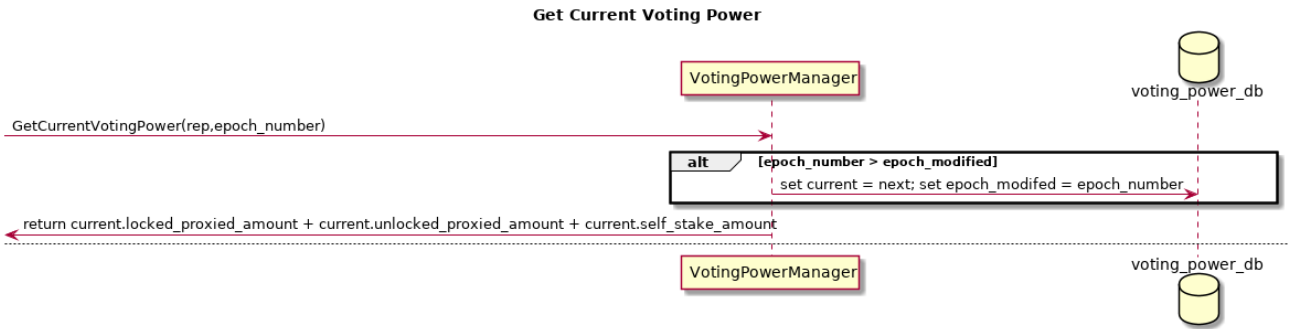 Get Current Voting Power
VotingPowerManager
voting_power_db
GetCurrentVotingPower(rep,epoch_number)
alt [epoch_number > epoch_modified]
set current = next; set epoch_modifed = epoch_number
return current.locked_proxied_amount + current.unlocked_proxied_amount + current.self_stake_amount
VotingPowerManager
voting_power_db